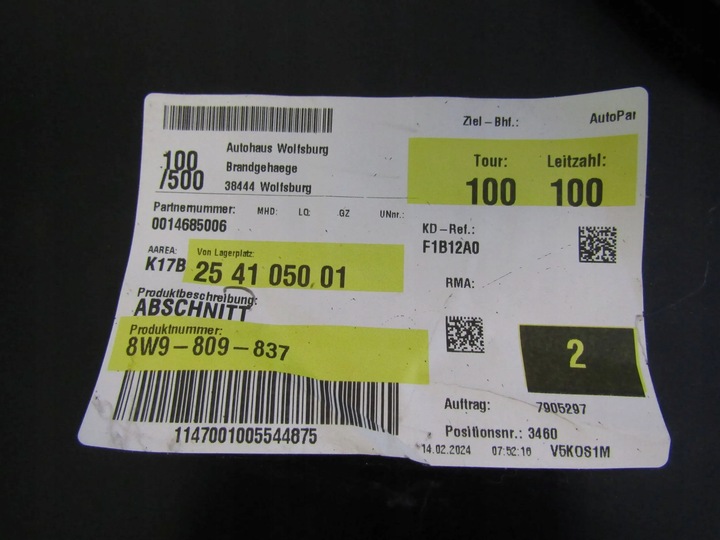 Ziel-Bhf.: AutoPar
100
/500
Autohaus Wolfsburg
Brandgehaege
38444 Wolfsburg
Tour: Leitzahl:
100 100
Partnernummer: MHD: LQ: GZ UNnr.:
0014685006
KD-Ref.:
F1B12A0
AAREA: Von Lagerplatz:
K17B 25 41 050 01
RMA:
Produktbeschreibung:
ABSCHNITT
Produktnummer:
8W9-809-837
2
1147001005544875
Auftrag: 7905297
Positionsnr.: 3460
14.02.2024 07:52:16 V5KOS1M